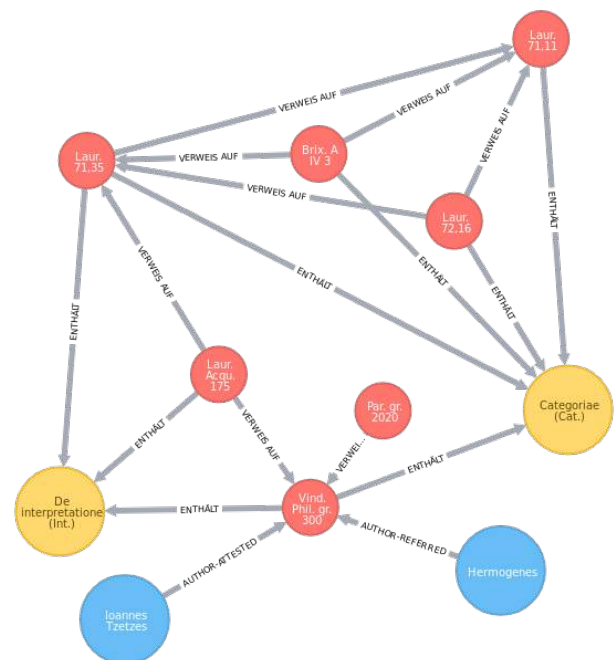 Laur.
71,11
VERWEIS AUF
VERWEIS AUF
Laur.
71,35
VERWEIS AUF
Brix. A
IV 3
VERWEIS AUF
VERWEIS AUF
Laur.
72,16
ENTHÄLT
VERWEIS AUF
ENTHÄLT
ENTHÄLT
ENTHÄLT
ENTHÄLT
Laur.
Acqu.
175
Par. gr.
2020
Categoriae
(Cat.)
ENTHÄLT
VERWEIS AUF
VERWEI...
ENTHÄLT
De
interpretatione
(Int.)
ENTHÄLT
Vind.
Phil. gr.
300
AUTHOR-ATTESTED
AUTHOR-REFERRED
Hermogenes
Ioannes
Tzetzes